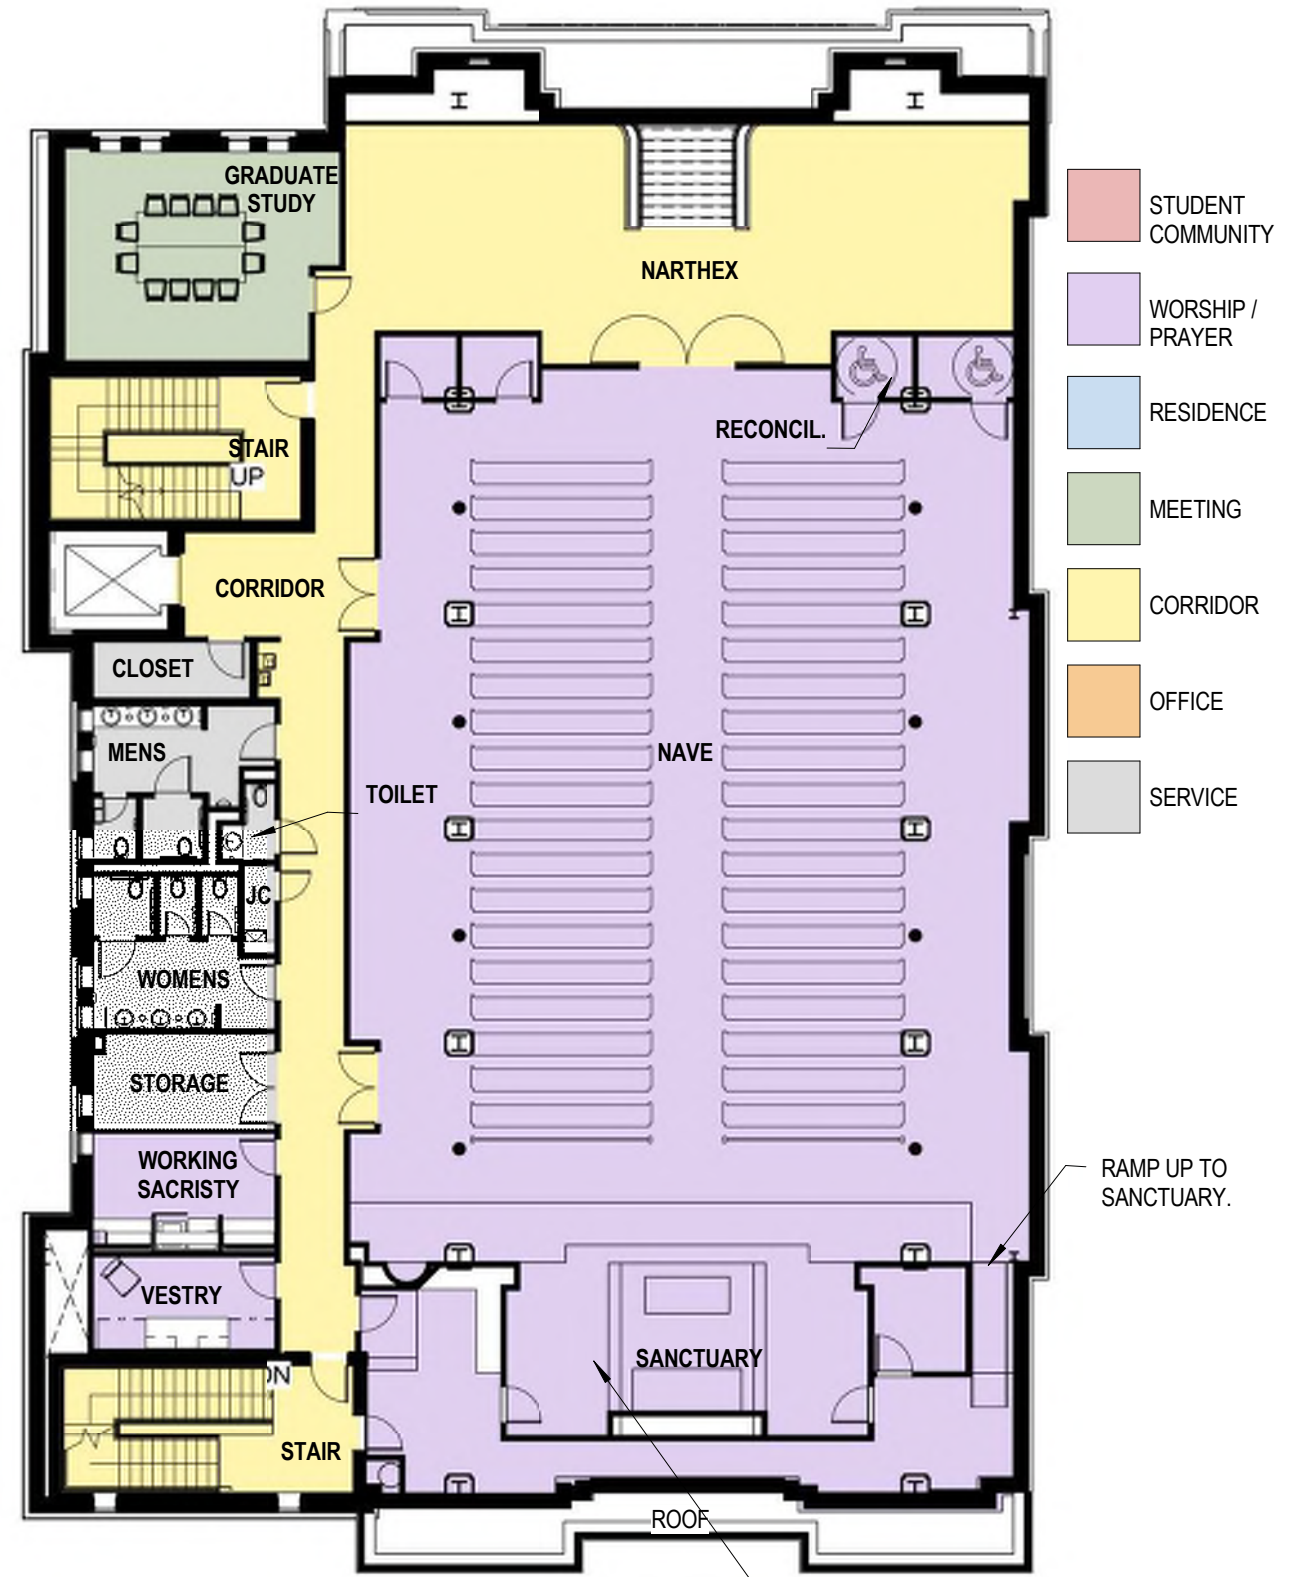 GRADUATE
STUDY
NARTHEX
STAIR
UP
RECONCIL.
CORRIDOR
CLOSET
MENS
NAVE
TOILET
JC
WOMENS
STORAGE
WORKING
SACRISTY
VESTRY
SANCTUARY
STAIR
ROOF
STUDENT
COMMUNITY
WORSHIP /
PRAYER
RESIDENCE
MEETING
CORRIDOR
OFFICE
SERVICE
RAMP UP TO
SANCTUARY.